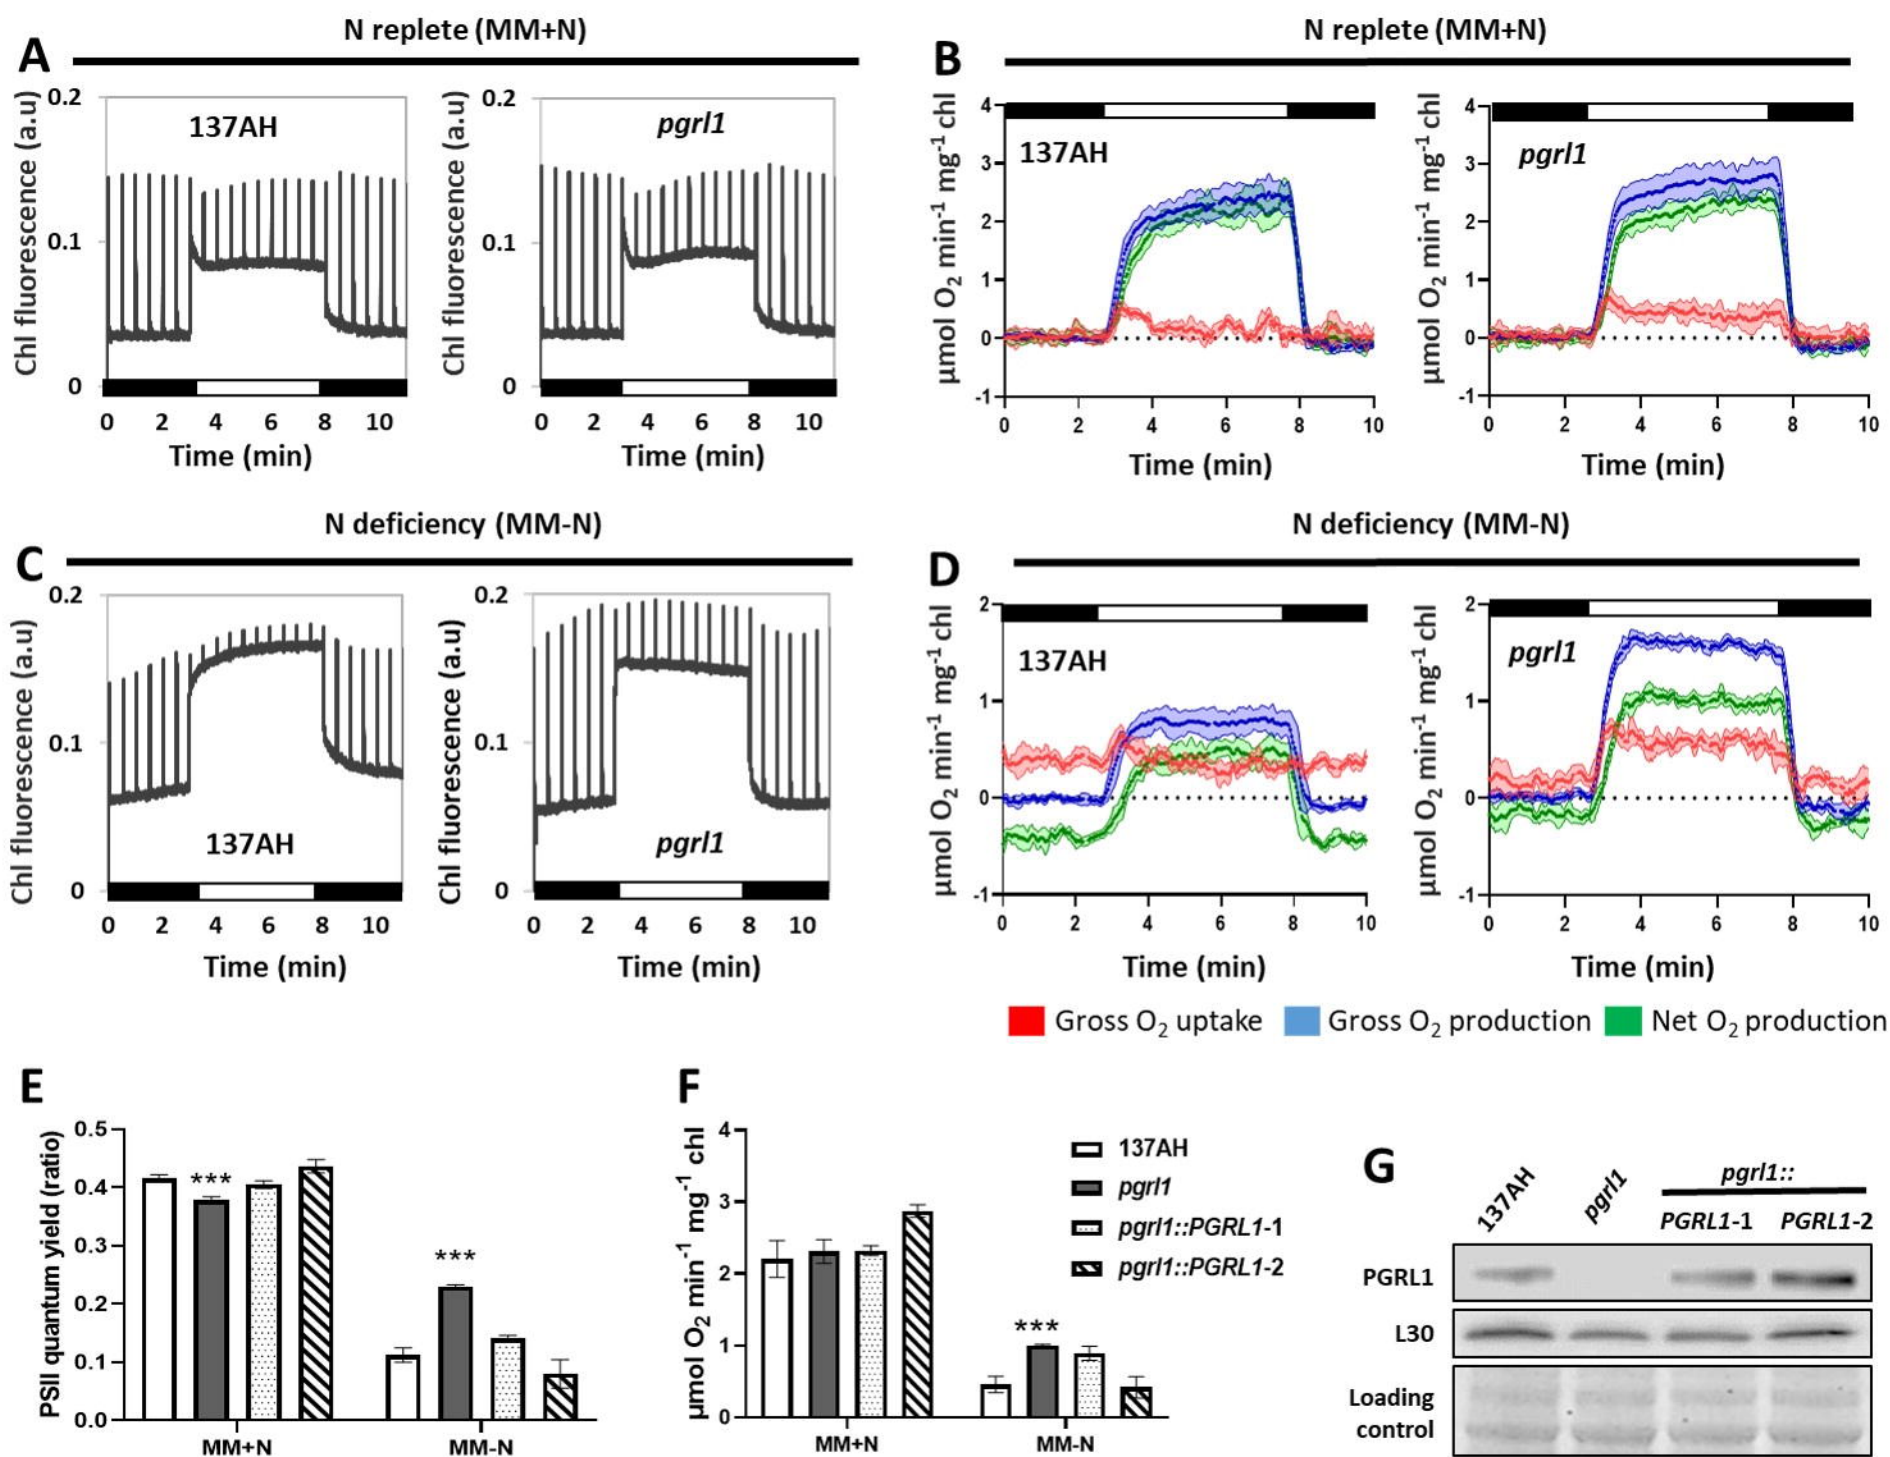 A
N replete (MM+N)
Chl fluorescence (a.u)
0.2
0.1
0
137AH
0 2 4 6 8 10
Time (min)
Chl fluorescence (a.u)
0.2
0.1
0
pgrl1
0 2 4 6 8 10
Time (min)
B
N replete (MM+N)
µmol O₂ min⁻¹ mg⁻¹ chl
4
3
2
1
0
-1
137AH
0 2 4 6 8 10
Time (min)
µmol O₂ min⁻¹ mg⁻¹ chl
4
3
2
1
0
-1
pgrl1
0 2 4 6 8 10
Time (min)
C
N deficiency (MM-N)
Chl fluorescence (a.u)
0.2
0.1
0
137AH
0 2 4 6 8 10
Time (min)
Chl fluorescence (a.u)
0.2
0.1
0
pgrl1
0 2 4 6 8 10
Time (min)
D
N deficiency (MM-N)
µmol O₂ min⁻¹ mg⁻¹ chl
2
1
0
-1
137AH
0 2 4 6 8 10
Time (min)
µmol O₂ min⁻¹ mg⁻¹ chl
2
1
0
-1
pgrl1
0 2 4 6 8 10
Time (min)
Gross O₂ uptake Gross O₂ production Net O₂ production
E
PSII quantum yield (ratio)
0.5
0.4
0.3
0.2
0.1
0.0
***
***
MM+N MM-N
F
µmol O₂ min⁻¹ mg⁻¹ chl
4
3
2
1
0
***
MM+N MM-N
137AH
pgrl1
pgrl1::PGRL1-1
pgrl1::PGRL1-2
G
137AH
pgrl1
pgrl1::
PGRL1-1 PGRL1-2
PGRL1
L30
Loading
control